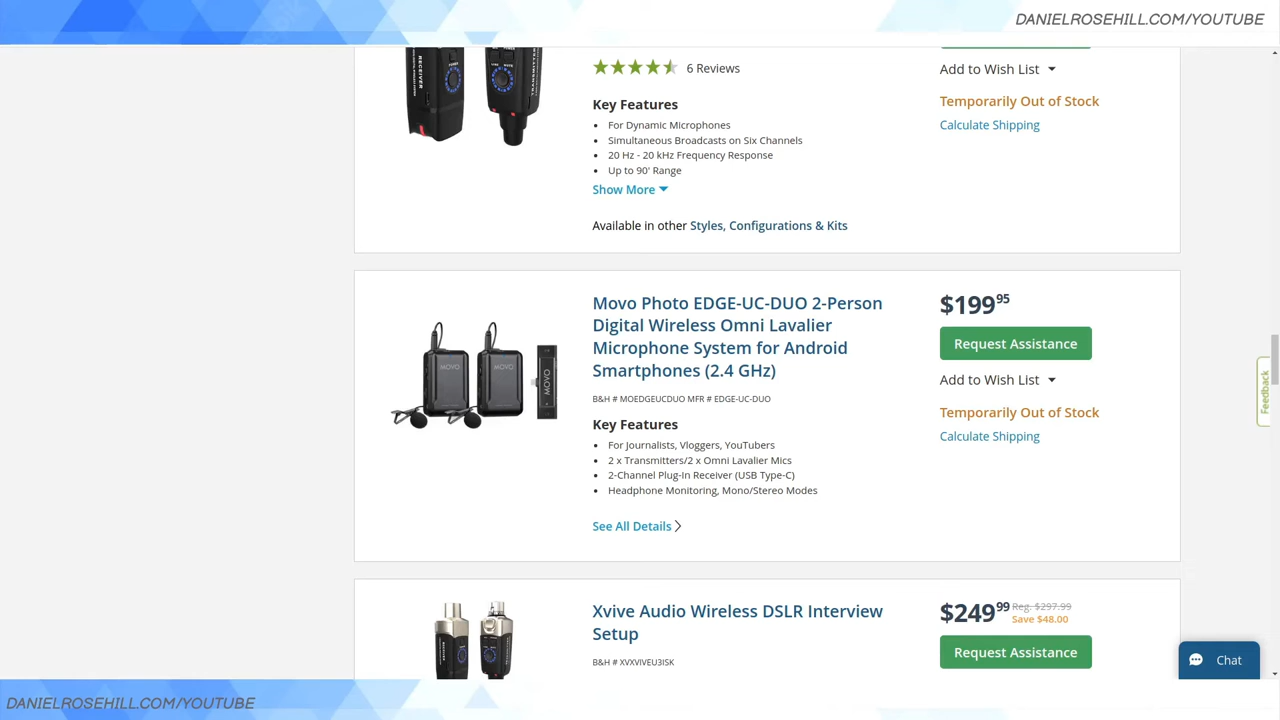 DANIELROSEHILL.COM/YOUTUBE
6 Reviews
Add to Wish List
Key Features
Temporarily Out of Stock
For Dynamic Microphones
Calculate Shipping
Simultaneous Broadcasts on Six Channels
20 Hz - 20 kHz Frequency Response
Up to 90' Range
Show More
Available in other Styles, Configurations & Kits
Movo Photo EDGE-UC-DUO 2-Person
Digital Wireless Omni Lavalier
Microphone System for Android
Smartphones (2.4 GHz)
$199 95
Request Assistance
Add to Wish List
B&H # MOEDGEUCDUO MFR # EDGE-UC-DUO
Temporarily Out of Stock
Key Features
Calculate Shipping
For Journalists, Vloggers, YouTubers
2 x Transmitters/2 x Omni Lavalier Mics
2-Channel Plug-In Receiver (USB Type-C)
Headphone Monitoring, Mono/Stereo Modes
See All Details
MOVO
MOVO
MOVO
Feedback
Xvive Audio Wireless DSLR Interview
Setup
B&H # XVXVIVEU3ISK
$249 99 Reg. $297.99
Save $48.00
Request Assistance
Chat
DANIELROSEHILL.COM/YOUTUBE